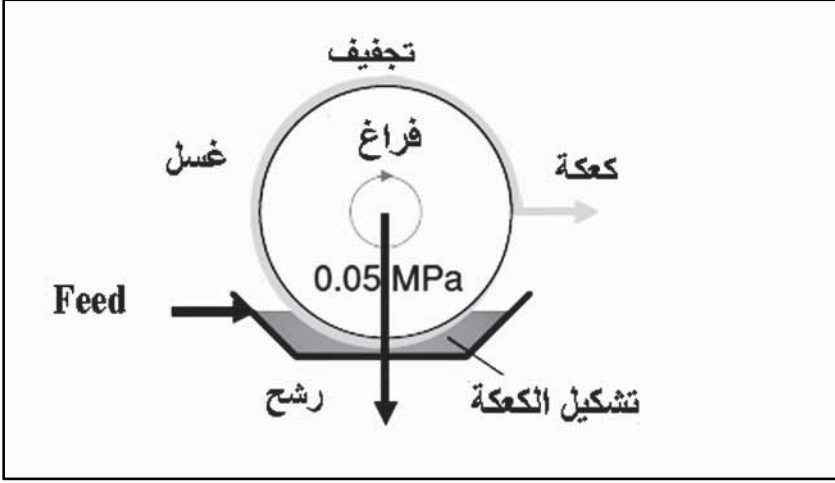 تجفيف
فراغ
غسل
كعكة
0.05 MPa
Feed
رشح
تشكيل الكعكة